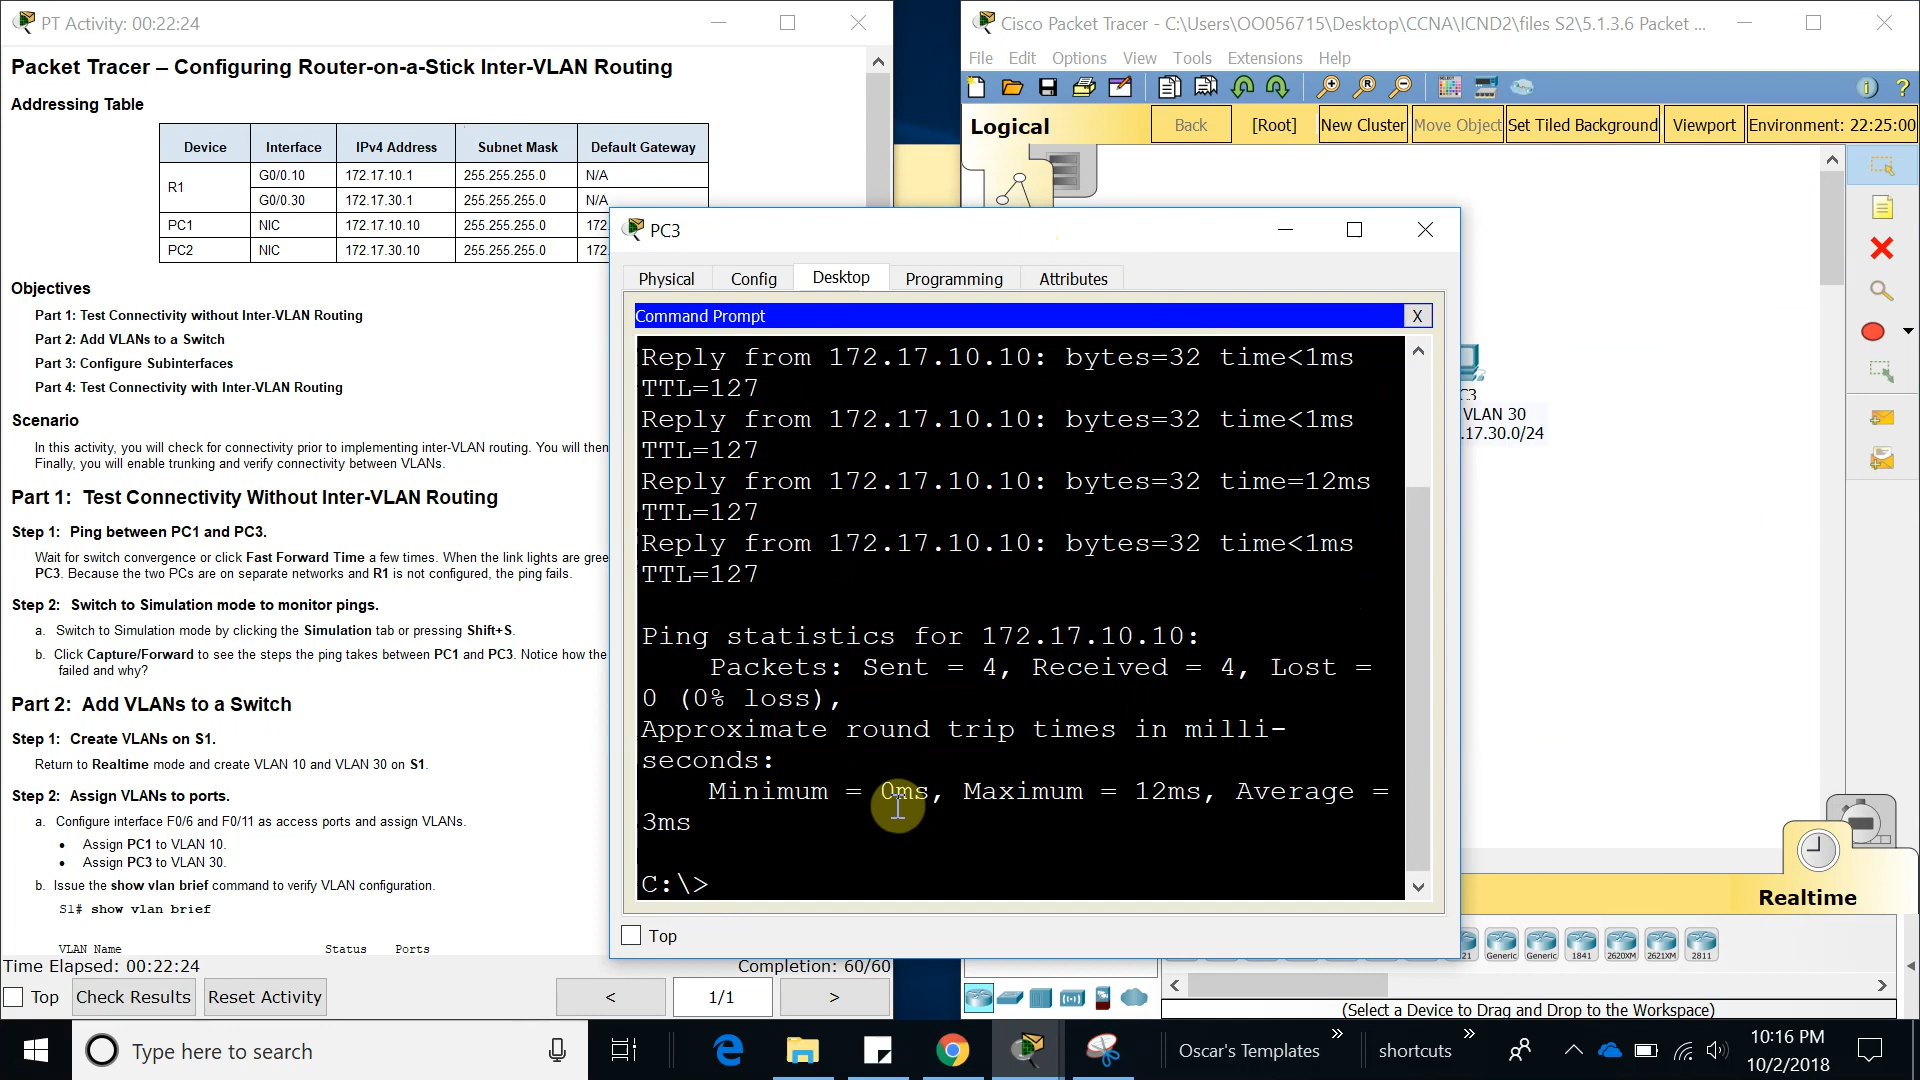 PT Activity: 00:22:24
Packet Tracer – Configuring Router-on-a-Stick Inter-VLAN Routing
Addressing Table
Device Interface IPv4 Address Subnet Mask Default Gateway
R1 G0/0.10 172.17.10.1 255.255.255.0 N/A
G0/0.30 172.17.30.1 255.255.255.0 N/A
PC1 NIC 172.17.10.10 255.255.255.0 172.
PC2 NIC 172.17.30.10 255.255.255.0 172.
Objectives
Part 1: Test Connectivity without Inter-VLAN Routing
Part 2: Add VLANs to a Switch
Part 3: Configure Subinterfaces
Part 4: Test Connectivity with Inter-VLAN Routing
Scenario
In this activity, you will check for connectivity prior to implementing inter-VLAN routing. You will then
Finally, you will enable trunking and verify connectivity between VLANs.
Part 1: Test Connectivity Without Inter-VLAN Routing
Step 1: Ping between PC1 and PC3.
Wait for switch convergence or click Fast Forward Time a few times. When the link lights are gree
PC3. Because the two PCs are on separate networks and R1 is not configured, the ping fails.
Step 2: Switch to Simulation mode to monitor pings.
a. Switch to Simulation mode by clicking the Simulation tab or pressing Shift+S.
b. Click Capture/Forward to see the steps the ping takes between PC1 and PC3. Notice how the
failed and why?
Part 2: Add VLANs to a Switch
Step 1: Create VLANs on S1.
Return to Realtime mode and create VLAN 10 and VLAN 30 on S1.
Step 2: Assign VLANs to ports.
a. Configure interface F0/6 and F0/11 as access ports and assign VLANs.
• Assign PC1 to VLAN 10.
• Assign PC3 to VLAN 30.
b. Issue the show vlan brief command to verify VLAN configuration.
S1# show vlan brief
VLAN Name Status Ports
Time Elapsed: 00:22:24 Completion: 60/60
Top Check Results Reset Activity < 1/1 >
Cisco Packet Tracer - C:\Users\OO056715\Desktop\CCNA\ICND2\files S2\5.1.3.6 Packet ...
File Edit Options View Tools Extensions Help
Logical Back [Root] New Cluster Move Object Set Tiled Background Viewport Environment: 22:25:00
PC3
Physical Config Desktop Programming Attributes
Command Prompt X
Reply from 172.17.10.10: bytes=32 time<1ms
TTL=127
Reply from 172.17.10.10: bytes=32 time<1ms
TTL=127
Reply from 172.17.10.10: bytes=32 time=12ms
TTL=127
Reply from 172.17.10.10: bytes=32 time<1ms
TTL=127
Ping statistics for 172.17.10.10:
Packets: Sent = 4, Received = 4, Lost =
0 (0% loss),
Approximate round trip times in milli-
seconds:
Minimum = 0ms, Maximum = 12ms, Average =
3ms
C:\>
Top
C3
VLAN 30
.17.30.0/24
Realtime
21 Generic Generic 1841 2620XM 2621XM 2811
(Select a Device to Drag and Drop to the Workspace)
Type here to search
Oscar's Templates » shortcuts »
10:16 PM
10/2/2018